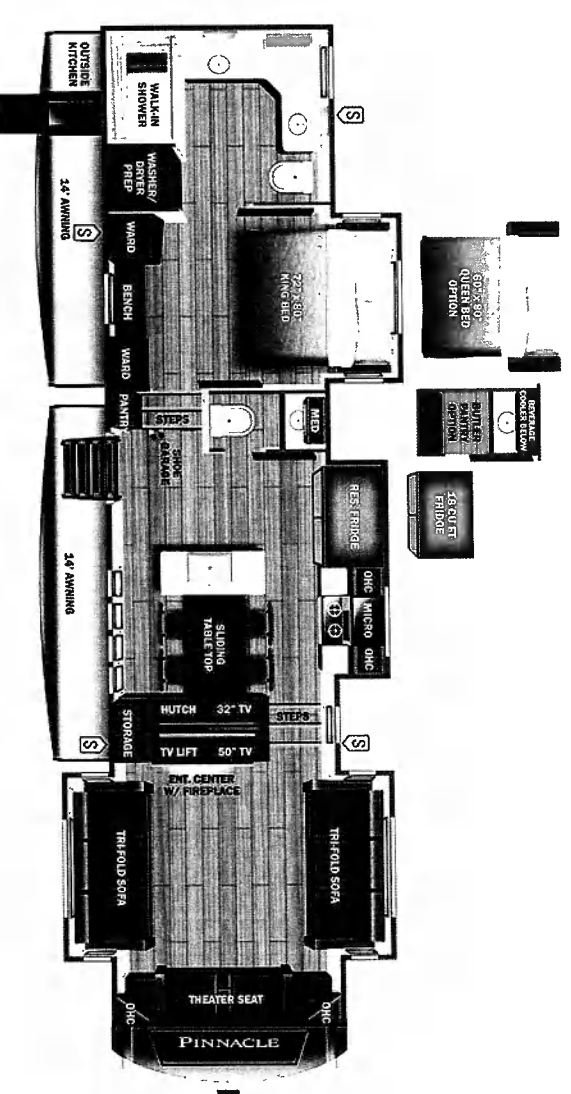 OUTSIDE
KITCHEN
WALK-IN
SHOWER
S
14' AWNING
WASHER/
DRYER
PREP
S
WARD
BENCH
72" X 80"
KING BED
60" X 80"
QUEEN BED
OPTION
WARD
PANTRY
STEPS
MED
BEVERAGE
COOLER BELOW
BUTLER
PANTRY
OPTION
SHOE
GARAGE
RES. FRIDGE
18 CU FT
FRIDGE
14' AWNING
OHC
MICRO
OHC
SLIDING
TABLE TOP
HUTCH
32" TV
STEPS
STORAGE
TV LIFT
50" TV
S
S
ENT. CENTER
W/ FIREPLACE
TRI-FOLD SOFA
TRI-FOLD SOFA
THEATER SEAT
OHC
OHC
PINNACLE